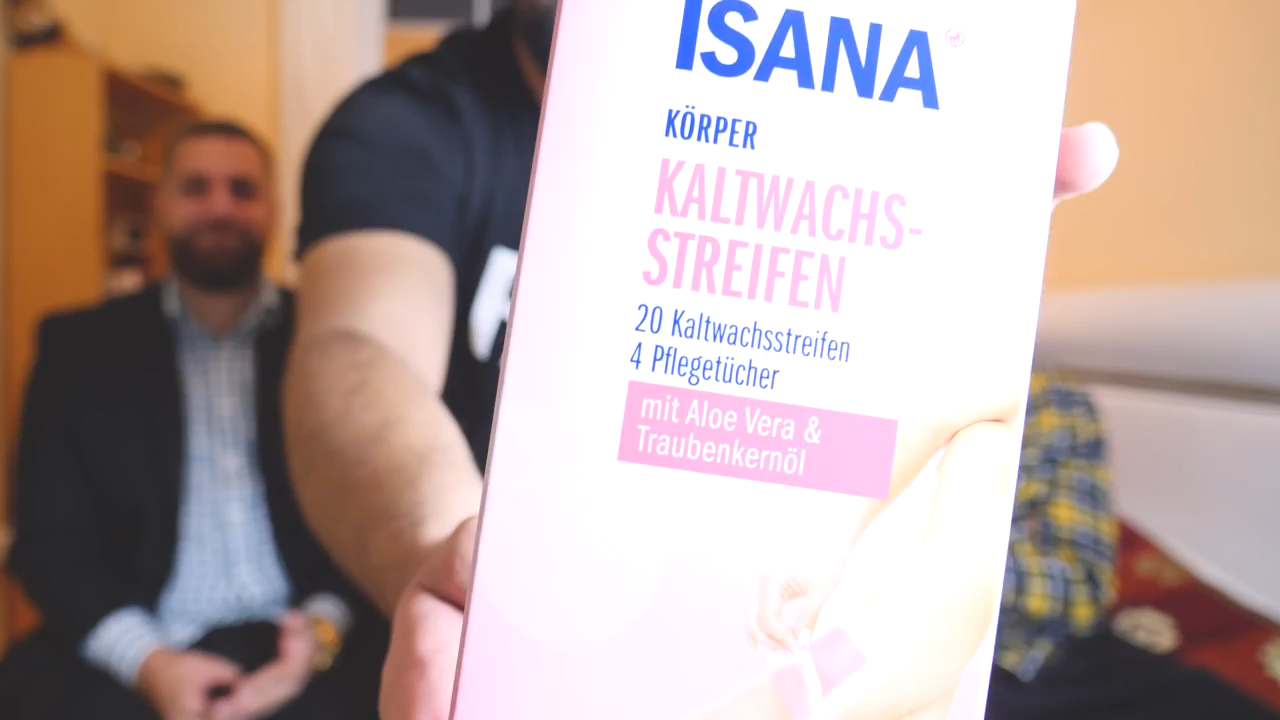 ISANA
KÖRPER
KALTWACHS-
STREIFEN
20 Kaltwachsstreifen
4 Pflegetücher
mit Aloe Vera &
Traubenkernöl